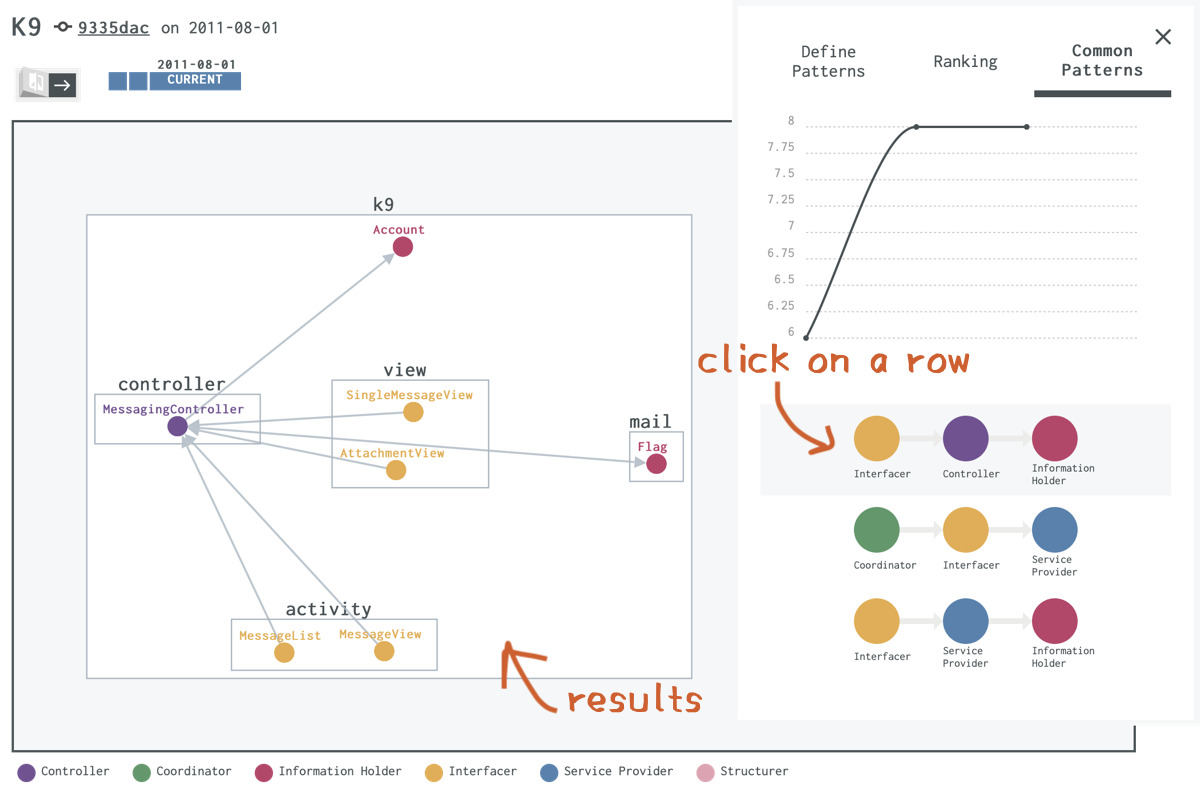 K9 9335dac on 2011-08-01
2011-08-01
CURRENT
k9
Account
controller
MessagingController
view
SingleMessageView
AttachmentView
mail
Flag
activity
MessageList MessageView
results
Define
Patterns
Ranking
Common
Patterns
8
7.75
7.5
7.25
7
6.75
6.5
6.25
6
click on a row
Interfacer Controller Information
Holder
Coordinator Interfacer Service
Provider
Interfacer Service
Provider
Information
Holder
Controller Coordinator Information Holder Interfacer Service Provider Structurer